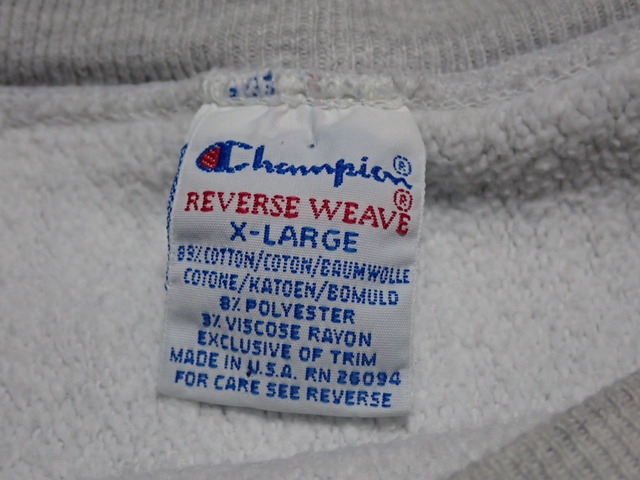 Champion®
REVERSE WEAVE®
X-LARGE
89% COTTON/COTON/BAUMWOLLE
COTONE/KATOEN/BOMULD
8% POLYESTER
3% VISCOSE RAYON
EXCLUSIVE OF TRIM
MADE IN U.S.A. RN 26094
FOR CARE SEE REVERSE